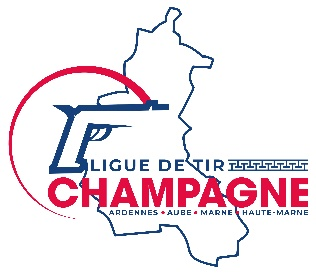 LIGUE DE TIR
CHAMPAGNE
ARDENNES • AUBE • MARNE • HAUTE-MARNE